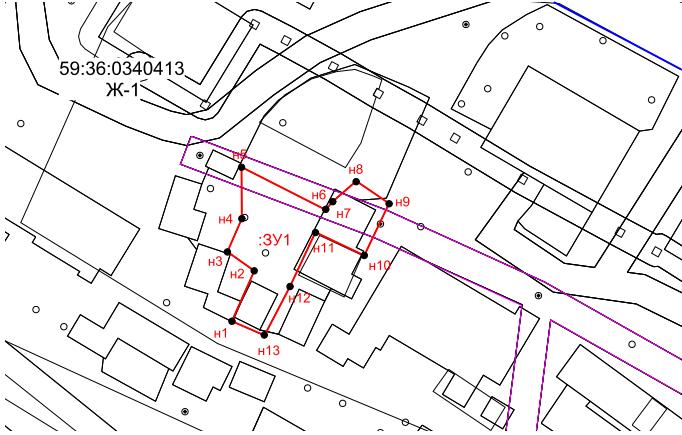 59:36:0340413
Ж-1
н5
н8
н6
н7
н9
н4
:ЗУ1
н11
н3
н2
н10
н12
н1
н13